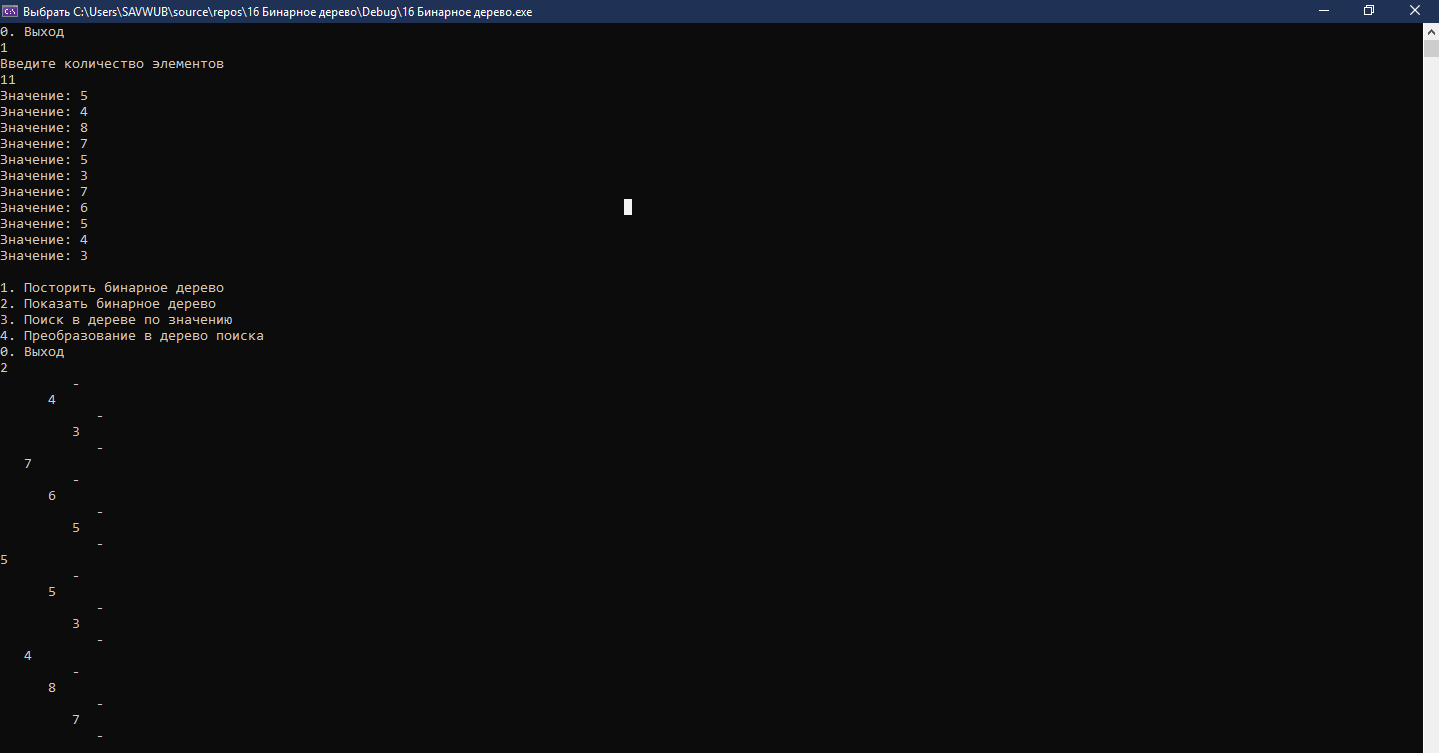 Выбрать C:\Users\SAVWUB\source\repos\16 Бинарное дерево\Debug\16 Бинарное дерево.exe
0. Выход
1
Введите количество элементов
11
Значение: 5
Значение: 4
Значение: 8
Значение: 7
Значение: 5
Значение: 3
Значение: 7
Значение: 6
Значение: 5
Значение: 4
Значение: 3
1. Посторить бинарное дерево
2. Показать бинарное дерево
3. Поиск в дереве по значению
4. Преобразование в дерево поиска
0. Выход
2
-
4
-
3
-
7
-
6
-
5
-
5
-
5
-
3
-
4
-
8
-
7
-